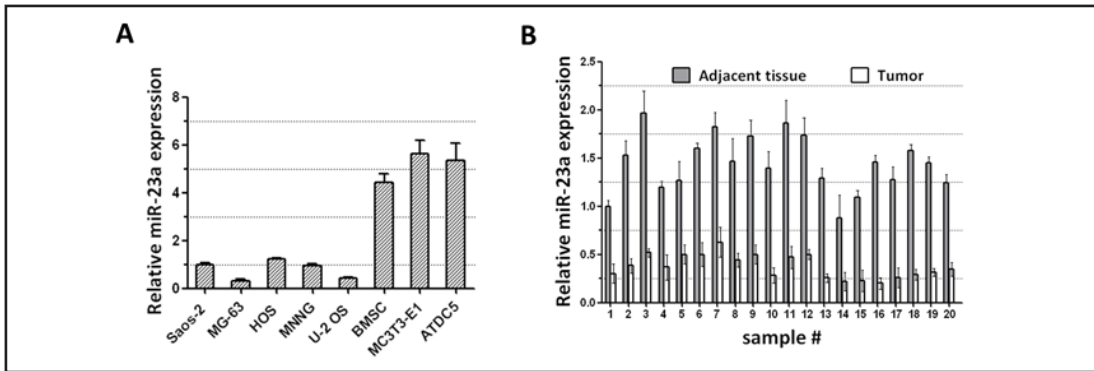 A
Relative miR-23a expression
8
6
4
2
0
Saos-2
MG-63
HOS
MNNG
U-2 OS
BMSC
MC3T3-E1
ATDC5
B
Relative miR-23a expression
2.5
2.0
1.5
1.0
0.5
0.0
Adjacent tissue Tumor
1 2 3 4 5 6 7 8 9 10 11 12 13 14 15 16 17 18 19 20
sample #